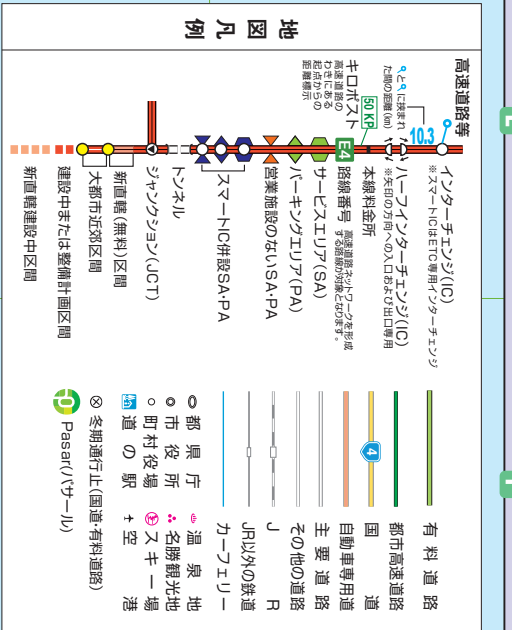 地図凡例
高速道路等
インターチェンジ(IC)
※スマートICはETC専用インターチェンジ
10.3
とに挟まれ
た間の距離(km)
ハーフインターチェンジ(IC)
※矢印の方向への入口および出口専用
本線料金所
50 KP
キロポスト
高速道路の
わきにある
起点からの
距離標示
E4
路線番号
高速道路ネットワークを形成
する路線が対象となります。
サービスエリア(SA)
パーキングエリア(PA)
営業施設のないSA・PA
スマートIC併設SA・PA
トンネル
ジャンクション(JCT)
新直轄(無料)区間
大都市近郊区間
建設中または整備計画区間
新直轄建設中区間
有料道路
都市高速道路
4
国道
自動車専用道
主要道路
その他の道路
JR
JR以外の鉄道
カーフェリー
都県庁
市役所
町村役場
道の駅
温泉地
名勝観光地
スキー場
空港
冬期通行止(国道・有料道路)
Pasar(パサール)